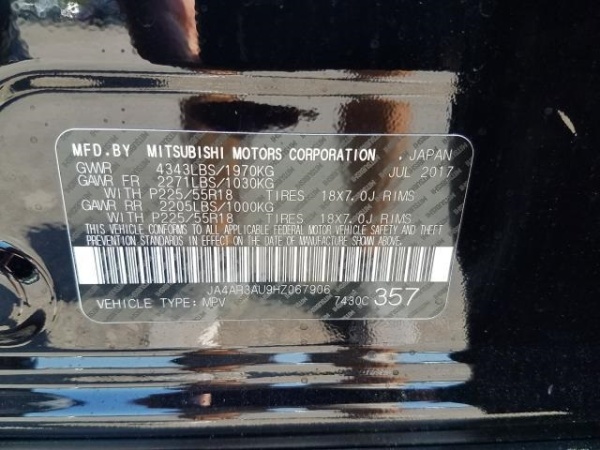 MFD.BY MITSUBISHI MOTORS CORPORATION , JAPAN
GVWR 4343LBS/1970KG JUL 2017
GAWR FR 2271LBS/1030KG
WITH P225/55R18 TIRES 18X7.0J RIMS
GAWR RR 2205LBS/1000KG
WITH P225/55R18 TIRES 18X7.0J RIMS
THIS VEHICLE CONFORMS TO ALL APPLICABLE FEDERAL MOTOR VEHICLE SAFETY AND THEFT
PREVENTION STANDARDS IN EFFECT ON THE DATE OF MANUFACTURE SHOWN ABOVE.
JA4AR3AU9HZ067906
VEHICLE TYPE: MPV 7430C 357